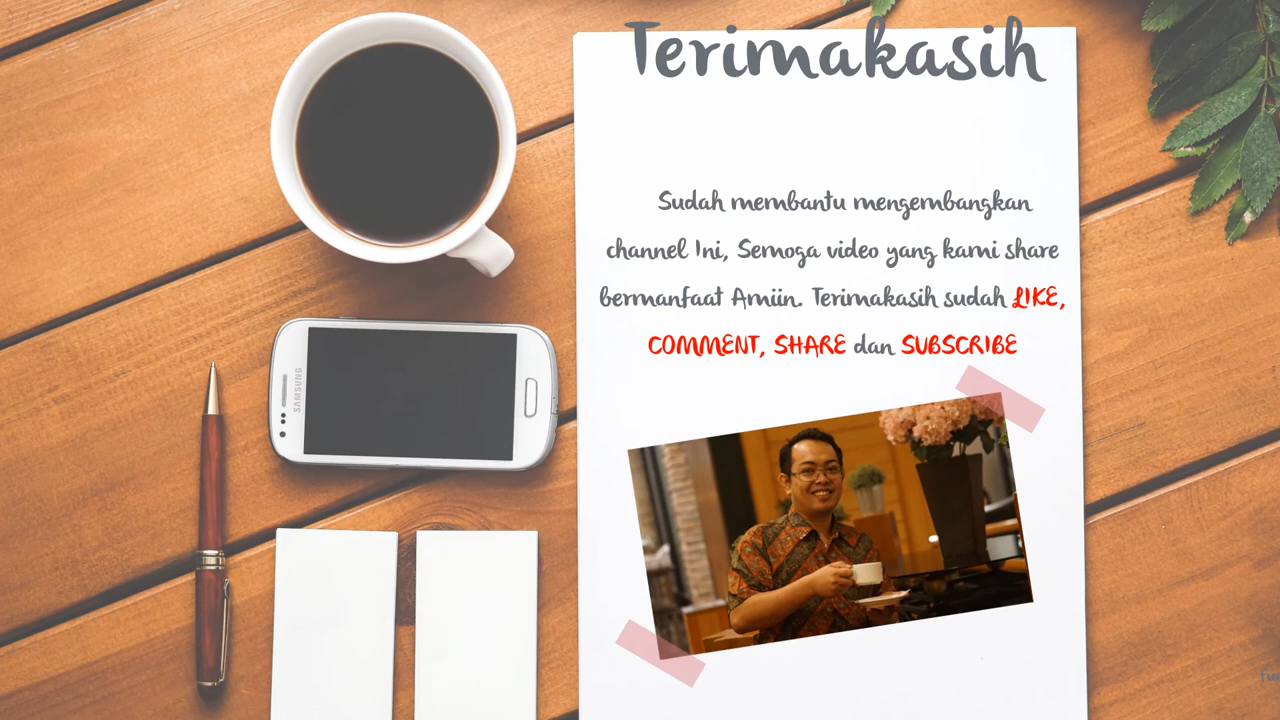 Terimakasih
Sudah membantu mengembangkan
channel Ini, Semoga video yang kami share
bermanfaat Amiin. Terimakasih sudah LIKE,
COMMENT, SHARE dan SUBSCRIBE
SAMSUNG